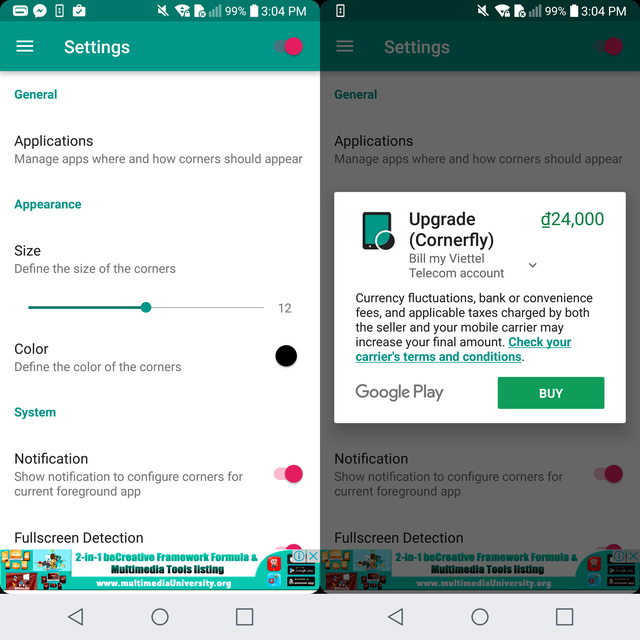 99% 3:04 PM
Settings
General
Applications
Manage apps where and how corners should appear
Appearance
Size
Define the size of the corners
12
Color
Define the color of the corners
System
Notification
Show notification to configure corners for
current foreground app
Fullscreen Detection
2-in-1 beCreative Framework Formula &
Multimedia Tools listing
www.multimediaUniversity.org
99% 3:04 PM
Settings
General
Applications
Manage apps where and how corners should appear
Upgrade
(Cornerfly)
₫24,000
Bill my Viettel
Telecom account
Currency fluctuations, bank or convenience
fees, and applicable taxes charged by both
the seller and your mobile carrier may
increase your final amount. Check your
carrier's terms and conditions.
Google Play
BUY
Notification
Show notification to configure corners for
current foreground app
Fullscreen Detection
2-in-1 beCreative Framework Formula &
Multimedia Tools listing
www.multimediaUniversity.org